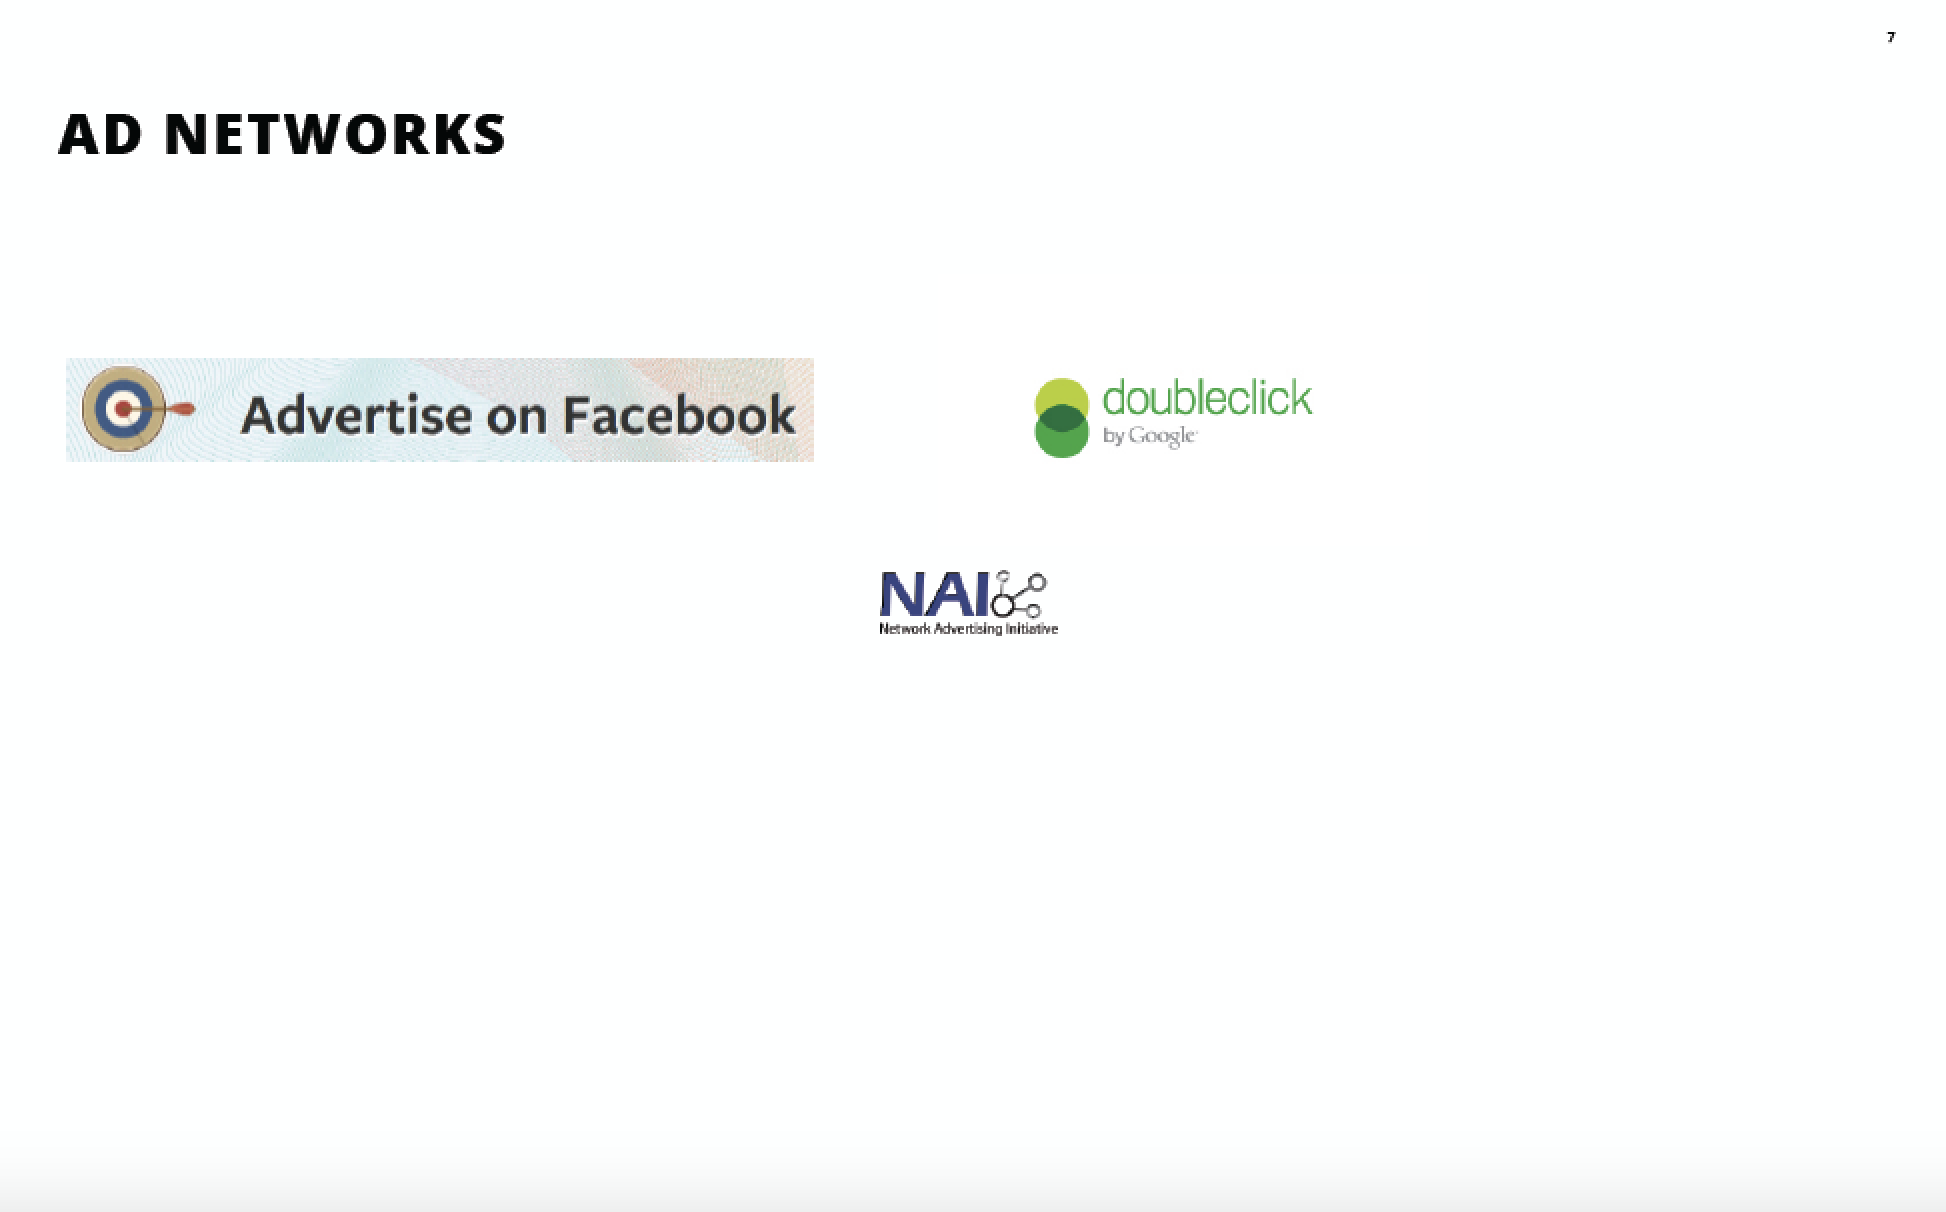 7
AD NETWORKS
Advertise on Facebook
doubleclick
by Google
NAI
Network Advertising Initiative